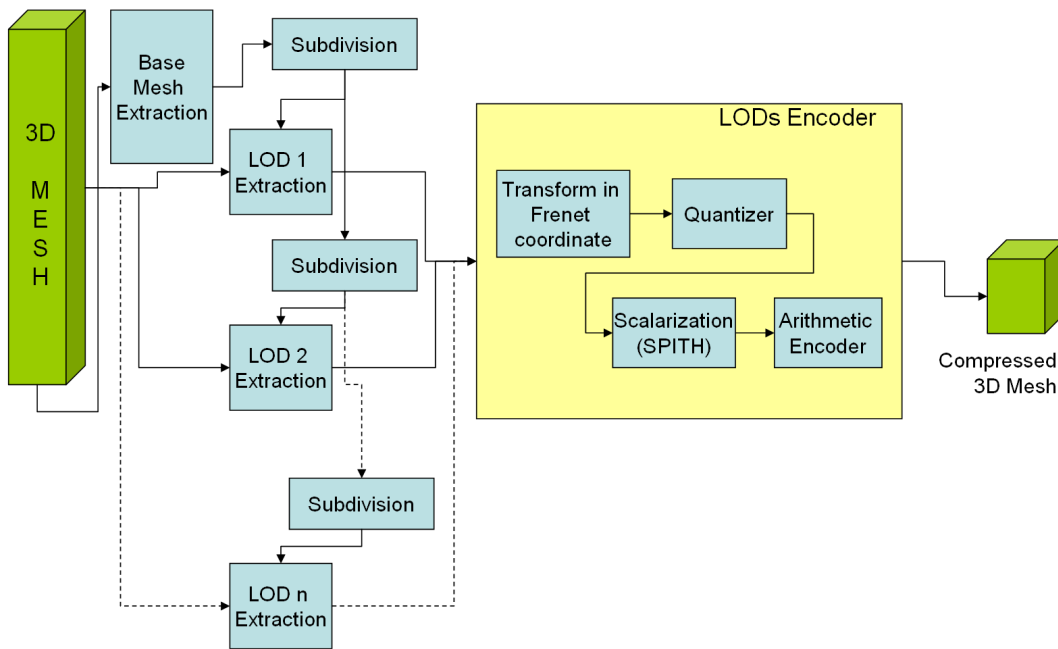 3D
M
E
S
H
Base
Mesh
Extraction
Subdivision
LOD 1
Extraction
Subdivision
LOD 2
Extraction
Subdivision
LOD n
Extraction
LODs Encoder
Transform in
Frenet
coordinate
Quantizer
Scalarization
(SPITH)
Arithmetic
Encoder
Compressed
3D Mesh